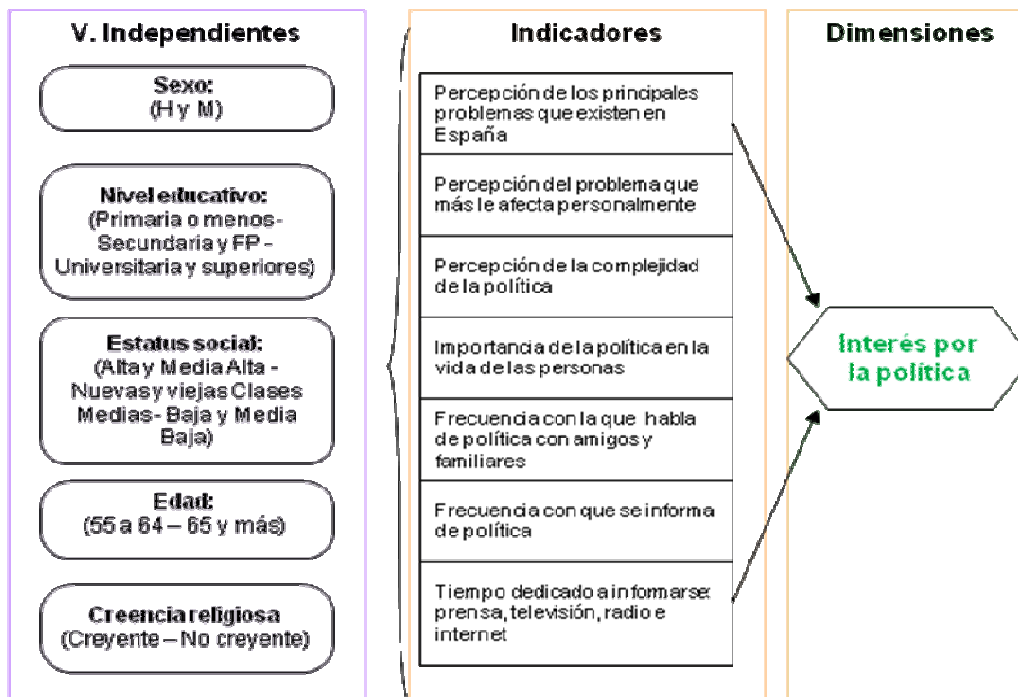 V. Independientes
Sexo:
(H y M)
Nivel educativo:
(Primaria o menos-
Secundaria y FP -
Universitaria y superiores)
Estatus social:
(Alta y Media Alta -
Nuevas y viejas Clases
Medias- Baja y Media
Baja)
Edad:
(55 a 64 – 65 y más)
Creencia religiosa
(Creyente – No creyente)
Indicadores
Percepción de los principales
problemas que existen en
España
Percepción del problema que
más le afecta personalmente
Percepción de la complejidad
de la política
Importancia de la política en la
vida de las personas
Frecuencia con la que habla
de política con amigos y
familiares
Frecuencia con que se informa
de política
Tiempo dedicado a informarse:
prensa, televisión, radio e
internet
Dimensiones
Interés por
la política